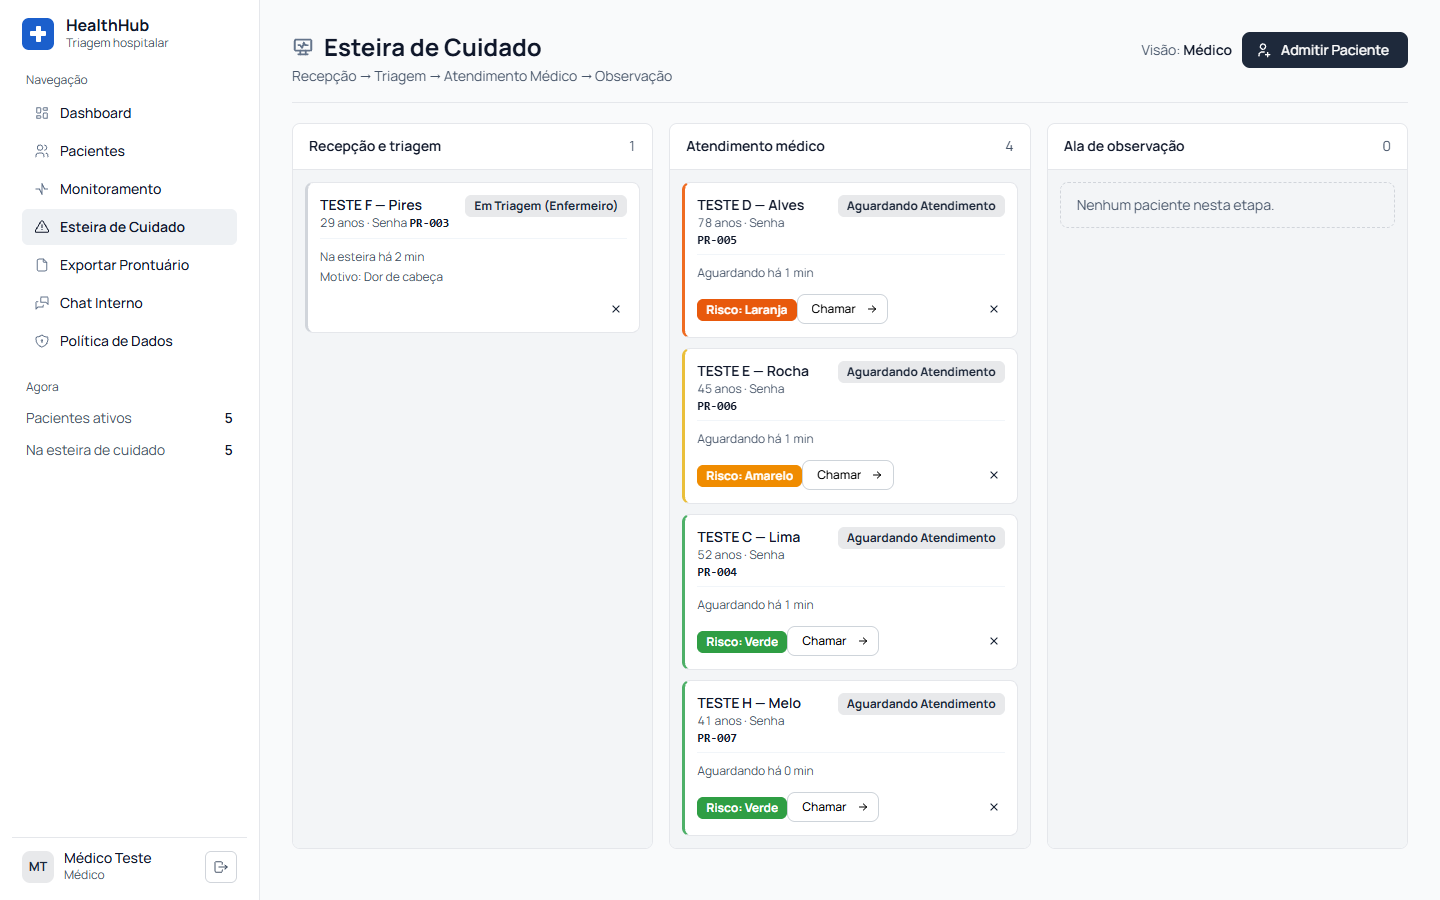 HealthHub
Triagem hospitalar
Navegação
Dashboard
Pacientes
Monitoramento
Esteira de Cuidado
Exportar Prontuário
Chat Interno
Política de Dados
Agora
Pacientes ativos 5
Na esteira de cuidado 5
MT
Médico Teste
Médico
Esteira de Cuidado
Recepção → Triagem → Atendimento Médico → Observação
Visão: Médico
Admitir Paciente
Recepção e triagem 1
TESTE F — Pires
Em Triagem (Enfermeiro)
29 anos · Senha PR-003
Na esteira há 2 min
Motivo: Dor de cabeça
×
Atendimento médico 4
TESTE D — Alves
Aguardando Atendimento
78 anos · Senha
PR-005
Aguardando há 1 min
Risco: Laranja
Chamar →
×
TESTE E — Rocha
Aguardando Atendimento
45 anos · Senha
PR-006
Aguardando há 1 min
Risco: Amarelo
Chamar →
×
TESTE C — Lima
Aguardando Atendimento
52 anos · Senha
PR-004
Aguardando há 1 min
Risco: Verde
Chamar →
×
TESTE H — Melo
Aguardando Atendimento
41 anos · Senha
PR-007
Aguardando há 0 min
Risco: Verde
Chamar →
×
Ala de observação 0
Nenhum paciente nesta etapa.